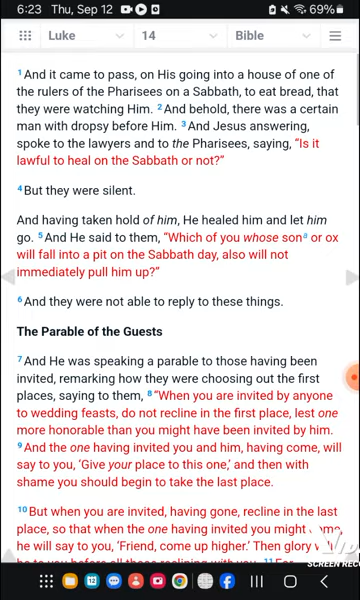 6:23 Thu, Sep 12 69%
Luke 14 Bible
1 And it came to pass, on His going into a house of one of
the rulers of the Pharisees on a Sabbath, to eat bread, that
they were watching Him. 2 And behold, there was a certain
man with dropsy before Him. 3 And Jesus answering,
spoke to the lawyers and to the Pharisees, saying, “Is it
lawful to heal on the Sabbath or not?”
4 But they were silent.
And having taken hold of him, He healed him and let him
go. 5 And He said to them, “Which of you whose son a or ox
will fall into a pit on the Sabbath day, also will not
immediately pull him up?”
6 And they were not able to reply to these things.
The Parable of the Guests
7 And He was speaking a parable to those having been
invited, remarking how they were choosing out the first
places, saying to them, 8 “When you are invited by anyone
to wedding feasts, do not recline in the first place, lest one
more honorable than you might have been invited by him.
9 And the one having invited you and him, having come, will
say to you, ‘Give your place to this one,’ and then with
shame you should begin to take the last place.
10 But when you are invited, having gone, recline in the last
place, so that when the one having invited you might
he will say to you, ‘Friend, come up higher.’ Then glory
SCREEN REC